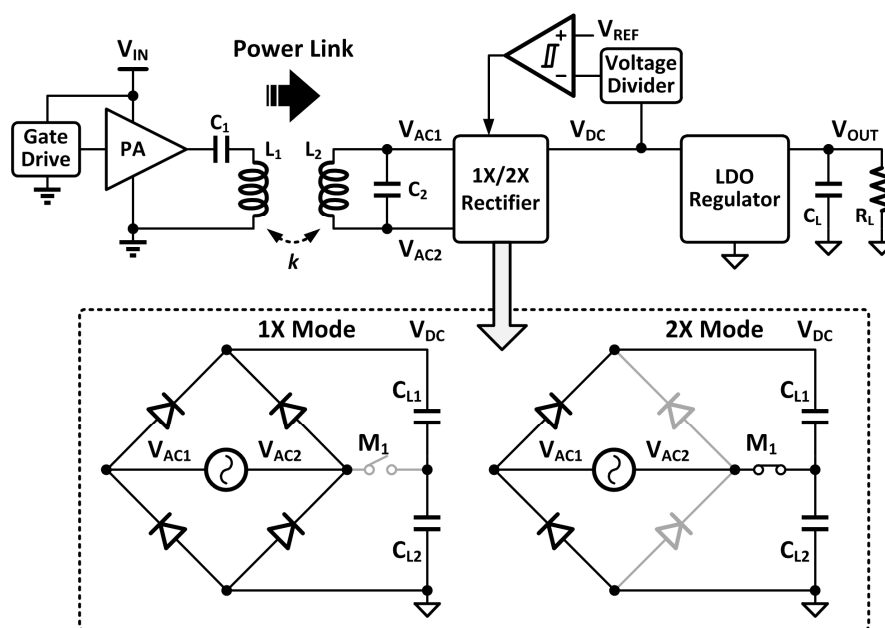 V_IN
Power Link
V_REF
Voltage
Divider
Gate
Drive
PA
C_1
L_1
L_2
V_AC1
C_2
V_AC2
k
1X/2X
Rectifier
V_DC
LDO
Regulator
V_OUT
C_L
R_L
+
−
1X Mode
V_DC
C_L1
V_AC1
V_AC2
M_1
C_L2
2X Mode
V_DC
C_L1
V_AC1
V_AC2
M_1
C_L2